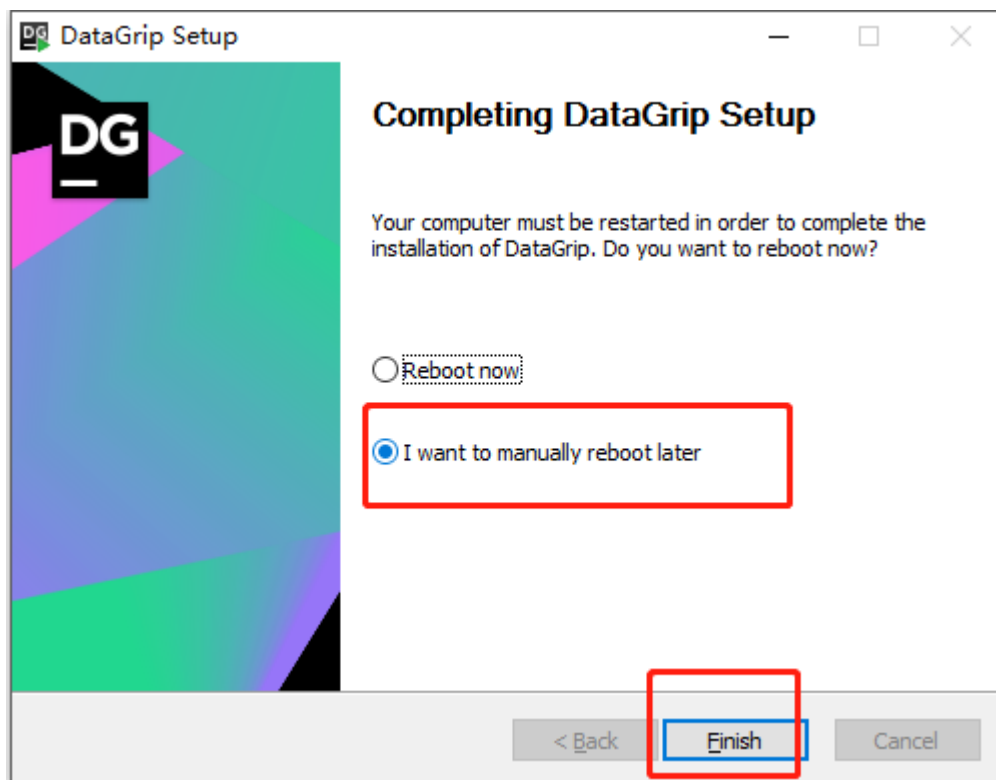 DataGrip Setup
DG
Completing DataGrip Setup
Your computer must be restarted in order to complete the
installation of DataGrip. Do you want to reboot now?
Reboot now
I want to manually reboot later
< Back
Finish
Cancel